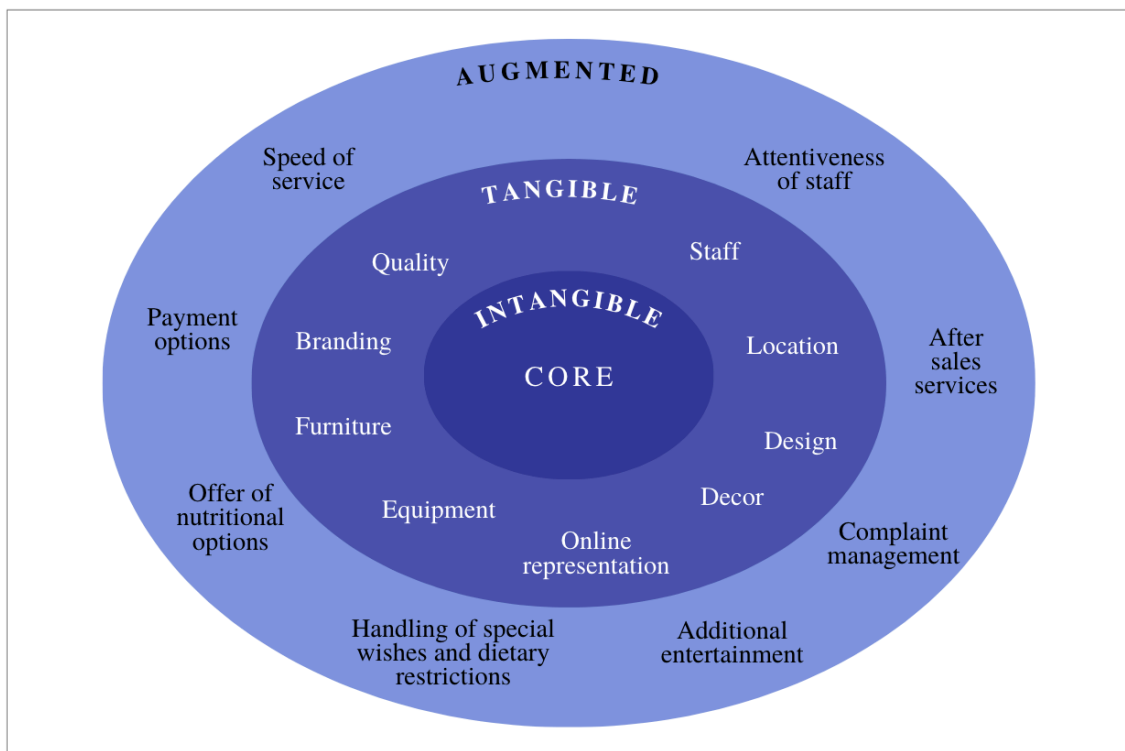 AUGMENTED
Speed of
service
Attentiveness
of staff
TANGIBLE
Quality
Staff
INTANGIBLE
CORE
Payment
options
Branding
Location
After
sales
services
Furniture
Design
Offer of
nutritional
options
Equipment
Decor
Online
representation
Complaint
management
Handling of special
wishes and dietary
restrictions
Additional
entertainment